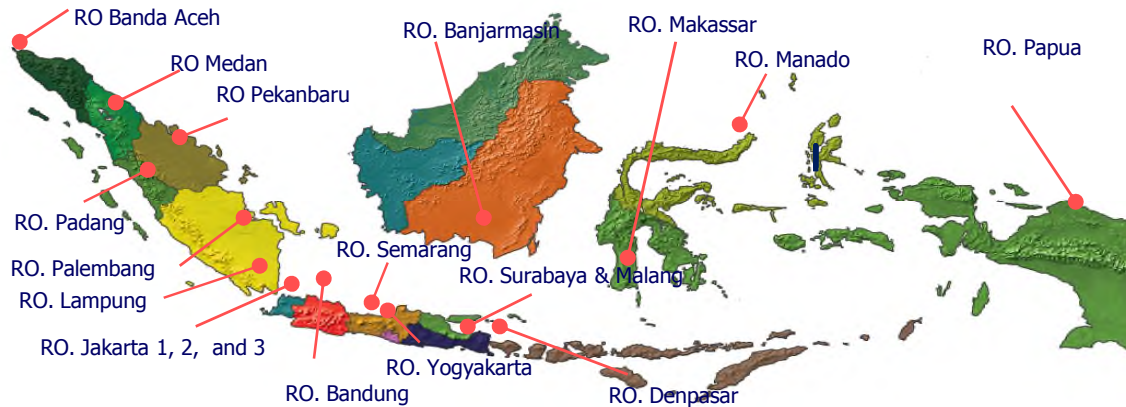 RO Banda Aceh
RO. Banjarmasin
RO. Makassar
RO. Papua
RO. Manado
RO Medan
RO Pekanbaru
RO. Padang
RO. Semarang
RO. Palembang
RO. Surabaya & Malang
RO. Lampung
RO. Jakarta 1, 2, and 3
RO. Yogyakarta
RO. Bandung
RO. Denpasar